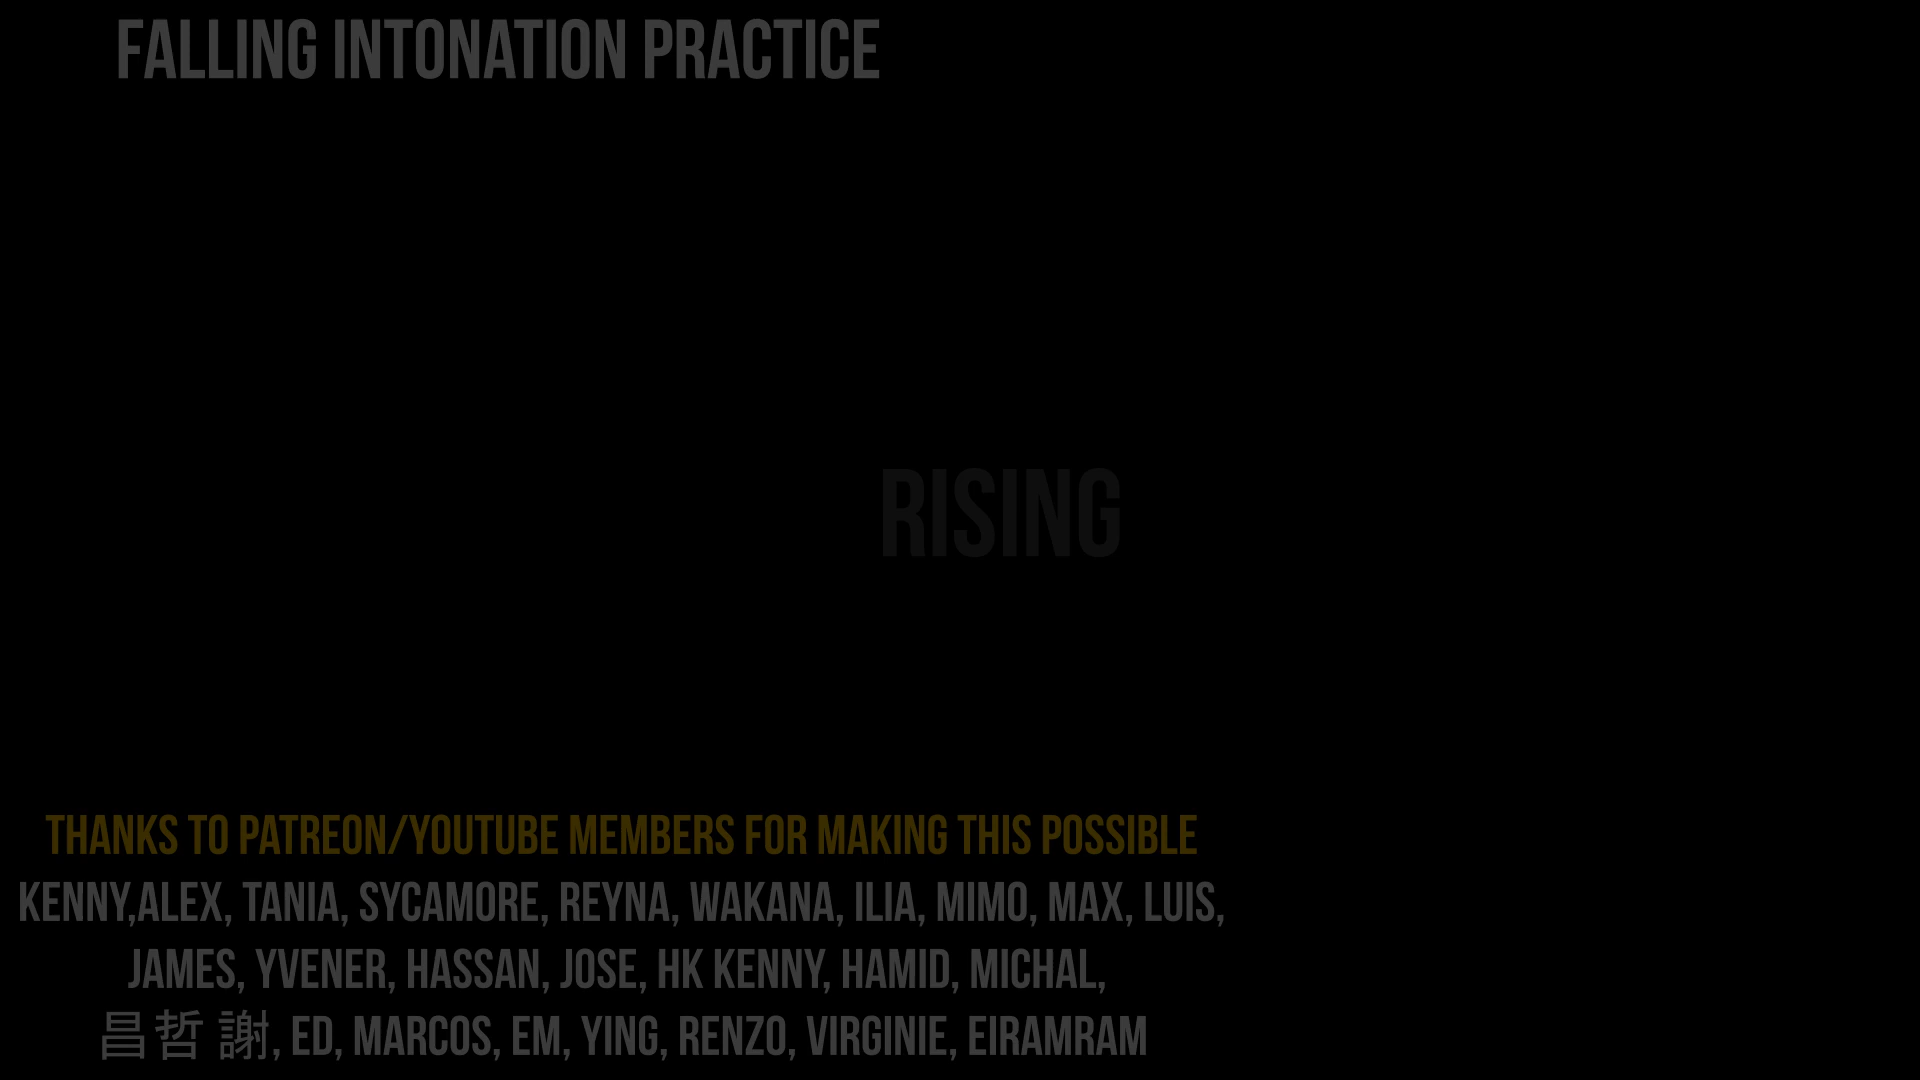 FALLING INTONATION PRACTICE
RISING
THANKS TO PATREON/YOUTUBE MEMBERS FOR MAKING THIS POSSIBLE
KENNY,ALEX, TANIA, SYCAMORE, REYNA, WAKANA, ILIA, MIMO, MAX, LUIS,
JAMES, YVENER, HASSAN, JOSE, HK KENNY, HAMID, MICHAL,
昌哲 謝, ED, MARCOS, EM, YING, RENZO, VIRGINIE, EIRAMRAM